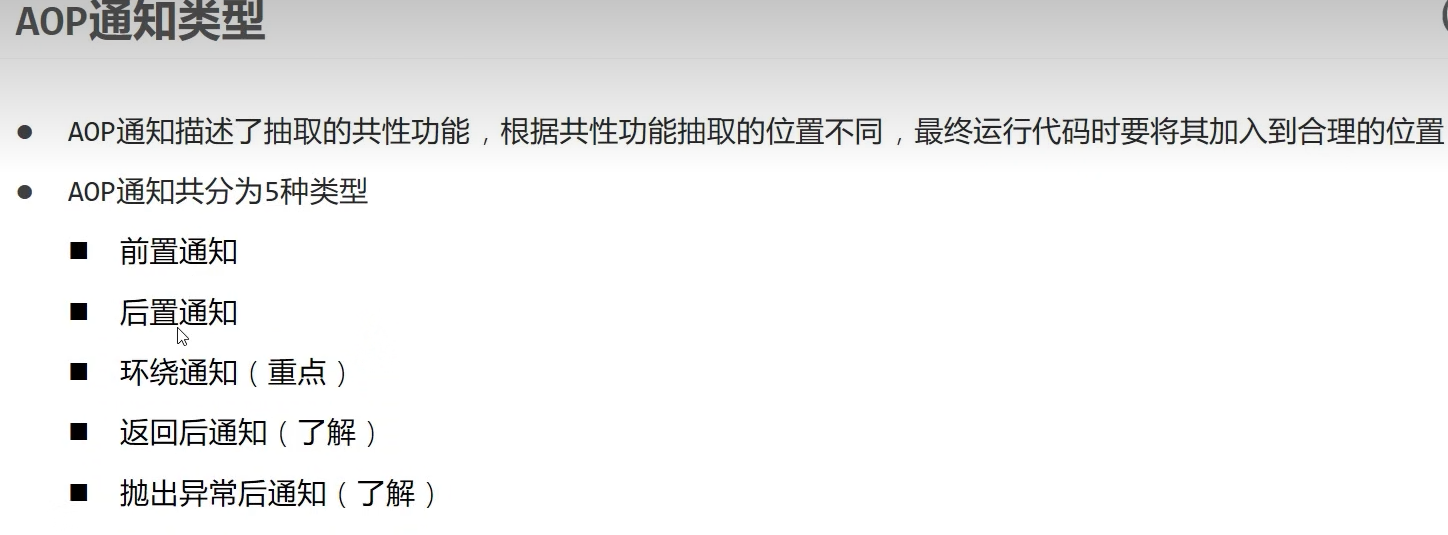 AOP通知类型
AOP通知描述了抽取的共性功能，根据共性功能抽取的位置不同，最终运行代码时要将其加入到合理的位置
AOP通知共分为5种类型
前置通知
后置通知
环绕通知（重点）
返回后通知（了解）
抛出异常后通知（了解）